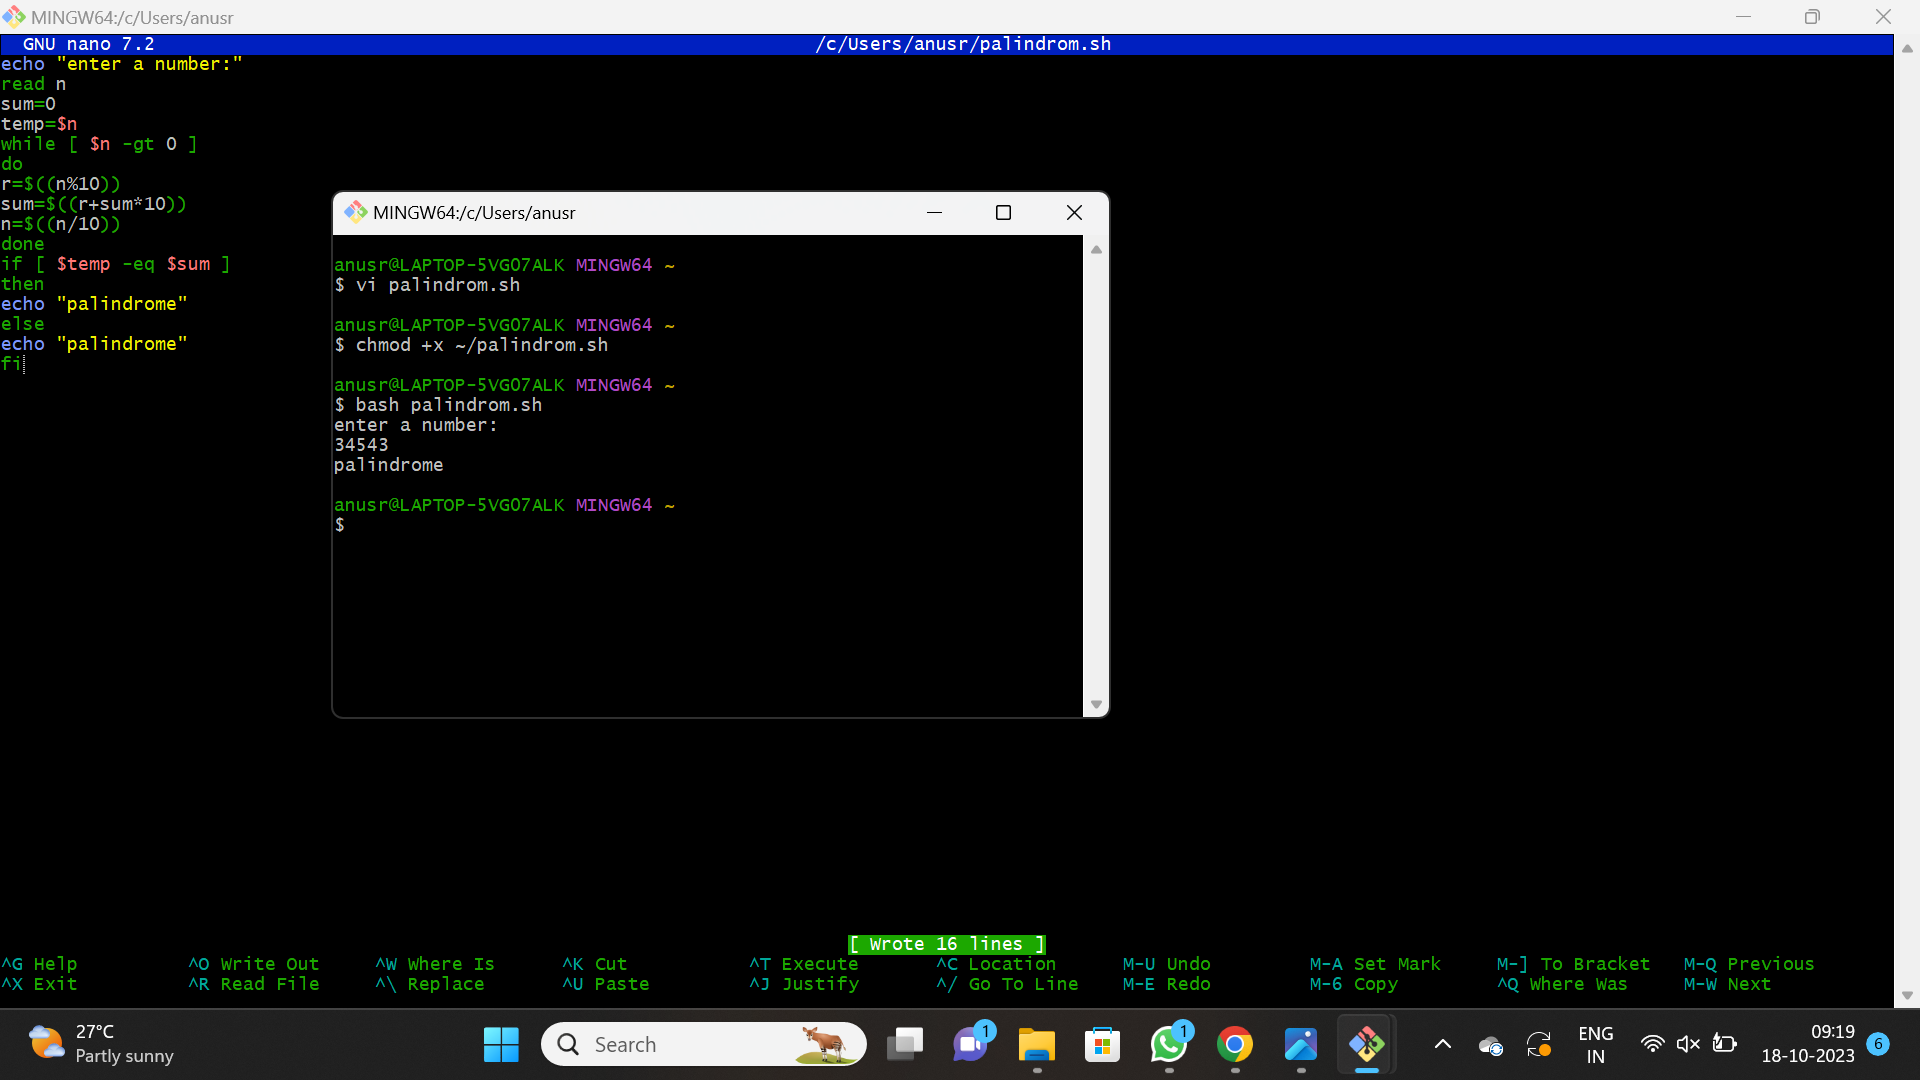 MINGW64:/c/Users/anusr
GNU nano 7.2 /c/Users/anusr/palindrom.sh
echo "enter a number:"
read n
sum=0
temp=$n
while [ $n -gt 0 ]
do
r=$((n%10))
sum=$((r+sum*10))
n=$((n/10))
done
if [ $temp -eq $sum ]
then
echo "palindrome"
else
echo "palindrome"
fi
MINGW64:/c/Users/anusr
anusr@LAPTOP-5VG07ALK MINGW64 ~
$ vi palindrom.sh
anusr@LAPTOP-5VG07ALK MINGW64 ~
$ chmod +x ~/palindrom.sh
anusr@LAPTOP-5VG07ALK MINGW64 ~
$ bash palindrom.sh
enter a number:
34543
palindrome
anusr@LAPTOP-5VG07ALK MINGW64 ~
$
[ Wrote 16 lines ]
^G Help ^O Write Out ^W Where Is ^K Cut ^T Execute ^C Location M-U Undo M-A Set Mark M-] To Bracket M-Q Previous
^X Exit ^R Read File ^\ Replace ^U Paste ^J Justify ^/ Go To Line M-E Redo M-6 Copy ^Q Where Was M-W Next
27°C
Partly sunny
Search
1
1
ENG
IN
09:19
18-10-2023
6